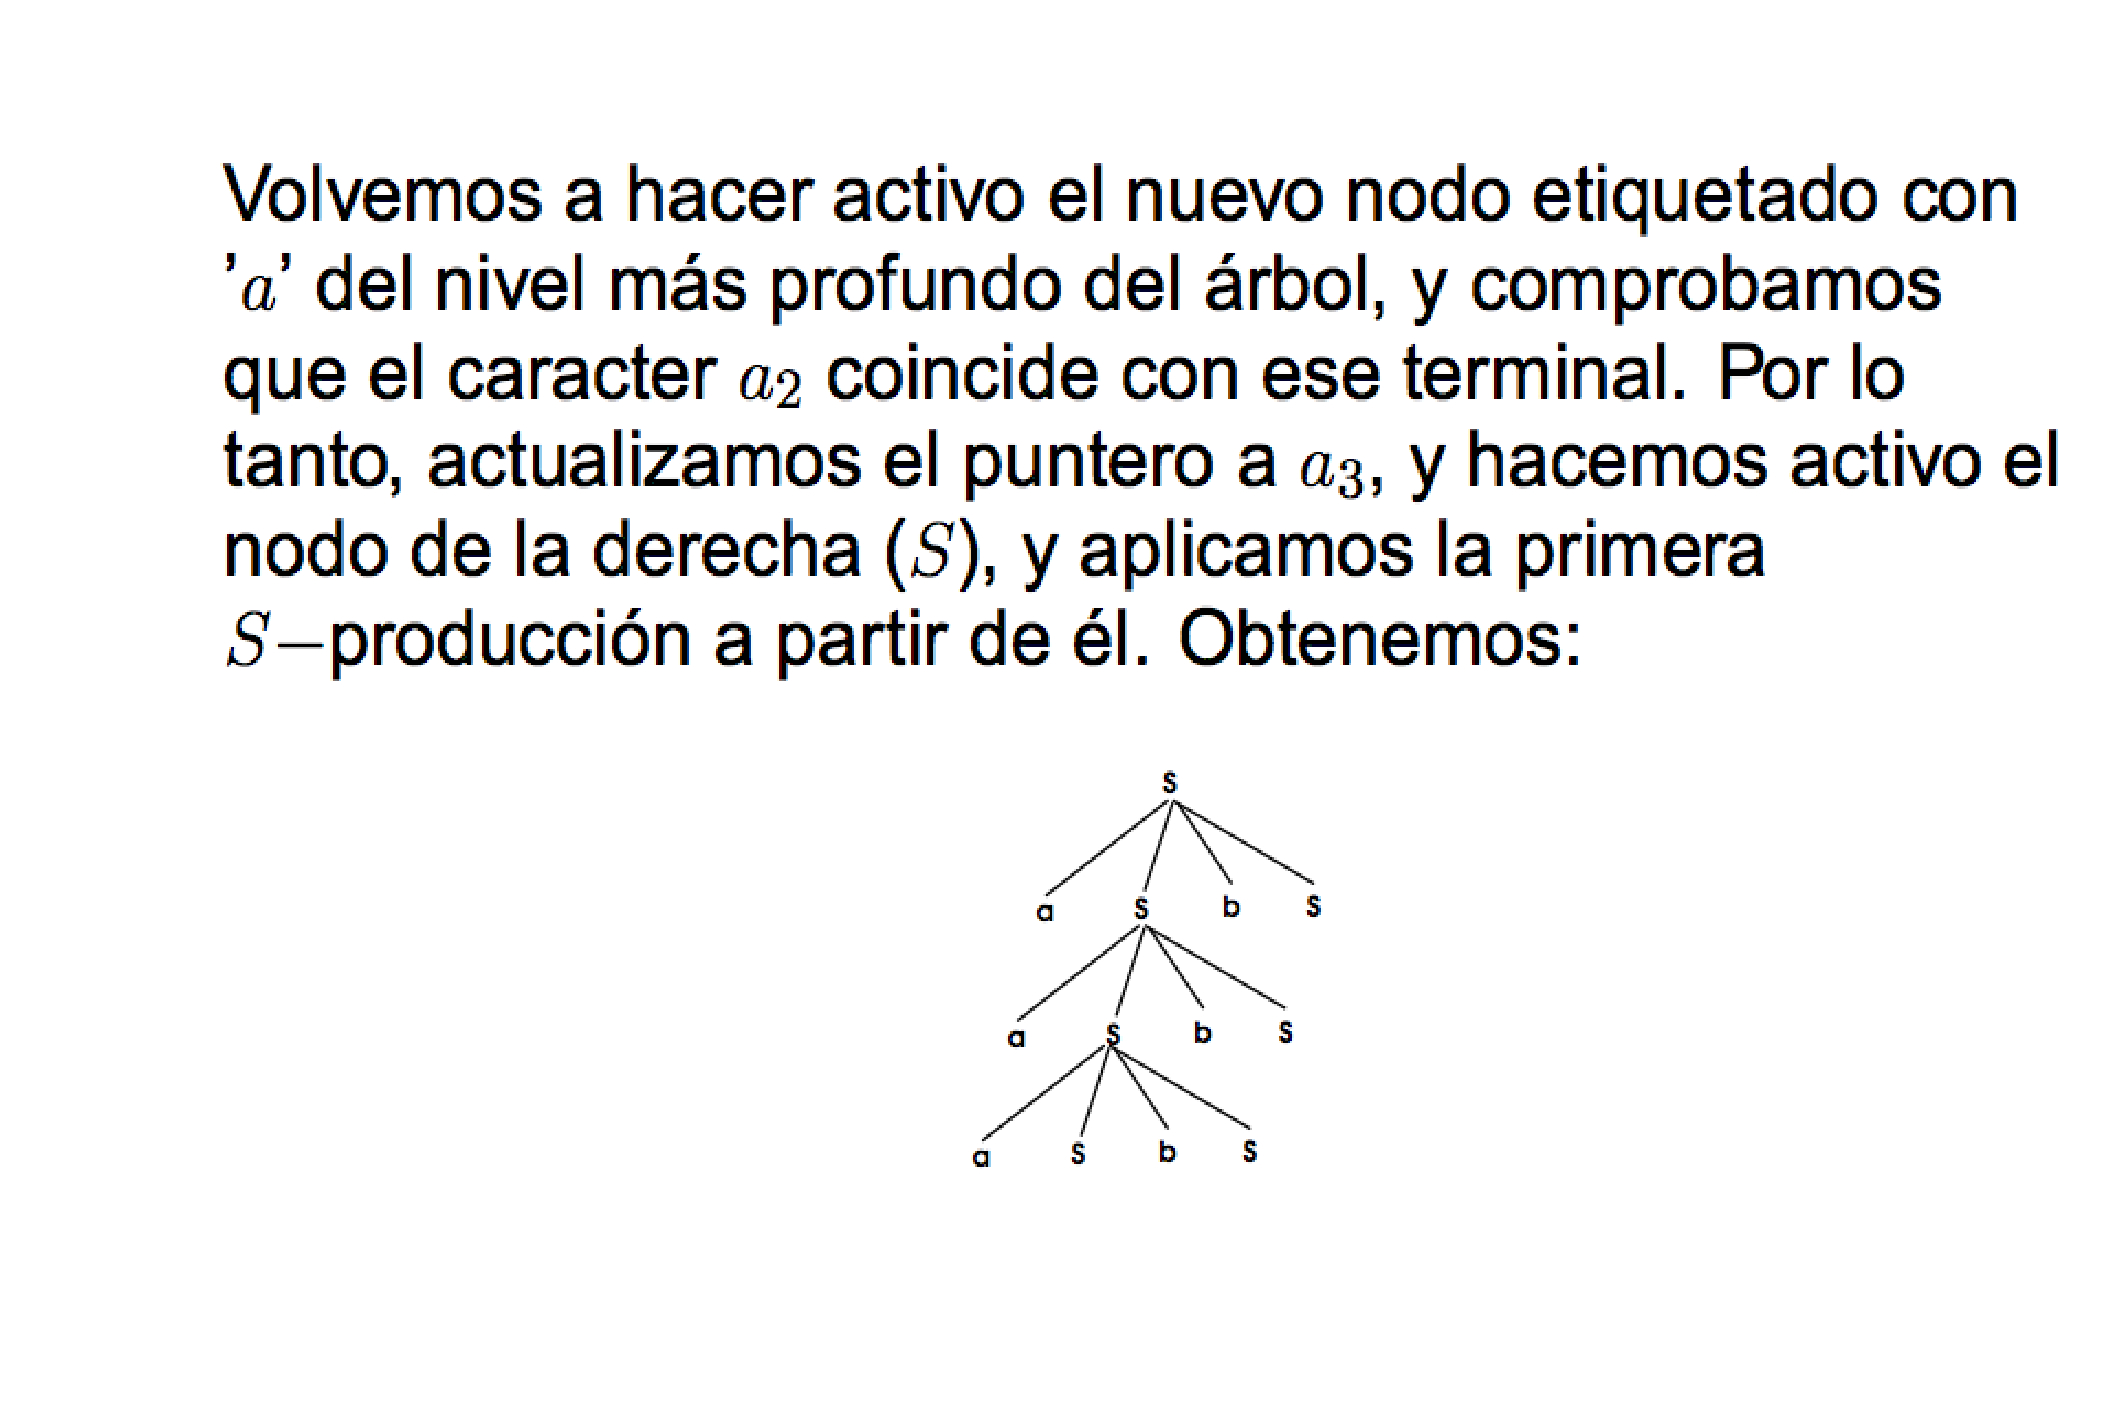 Volvemos a hacer activo el nuevo nodo etiquetado con
’a’ del nivel más profundo del árbol, y comprobamos
que el caracter a₂ coincide con ese terminal. Por lo
tanto, actualizamos el puntero a a₃, y hacemos activo el
nodo de la derecha (S), y aplicamos la primera
S−producción a partir de él. Obtenemos:
S
a S b S
a S b S
a S b S